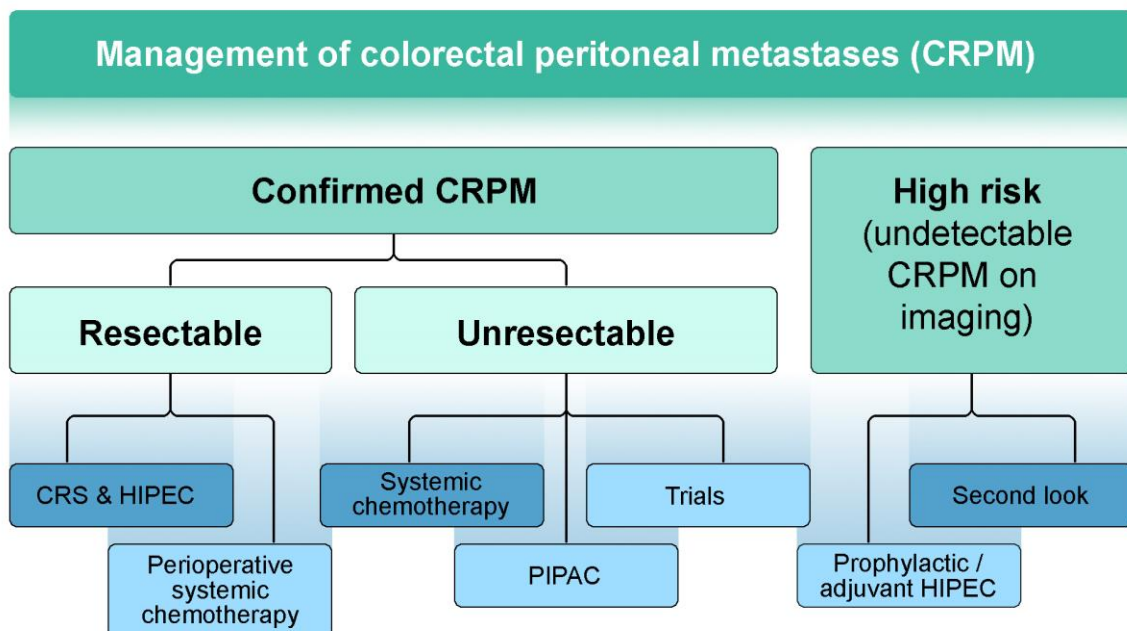 Management of colorectal peritoneal metastases (CRPM)
Confirmed CRPM
High risk
(undetectable
CRPM on
imaging)
Resectable
Unresectable
CRS & HIPEC
Perioperative
systemic
chemotherapy
Systemic
chemotherapy
PIPAC
Trials
Prophylactic /
adjuvant HIPEC
Second look